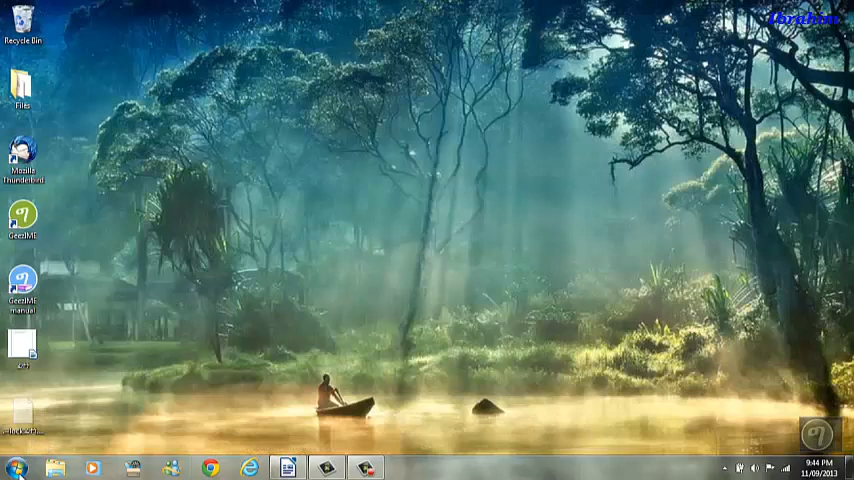 Ibrahim
Recycle Bin
Files
Mozilla
Thunderbird
GeezIME
GeezIME
manual
9:44 PM
11/09/2013